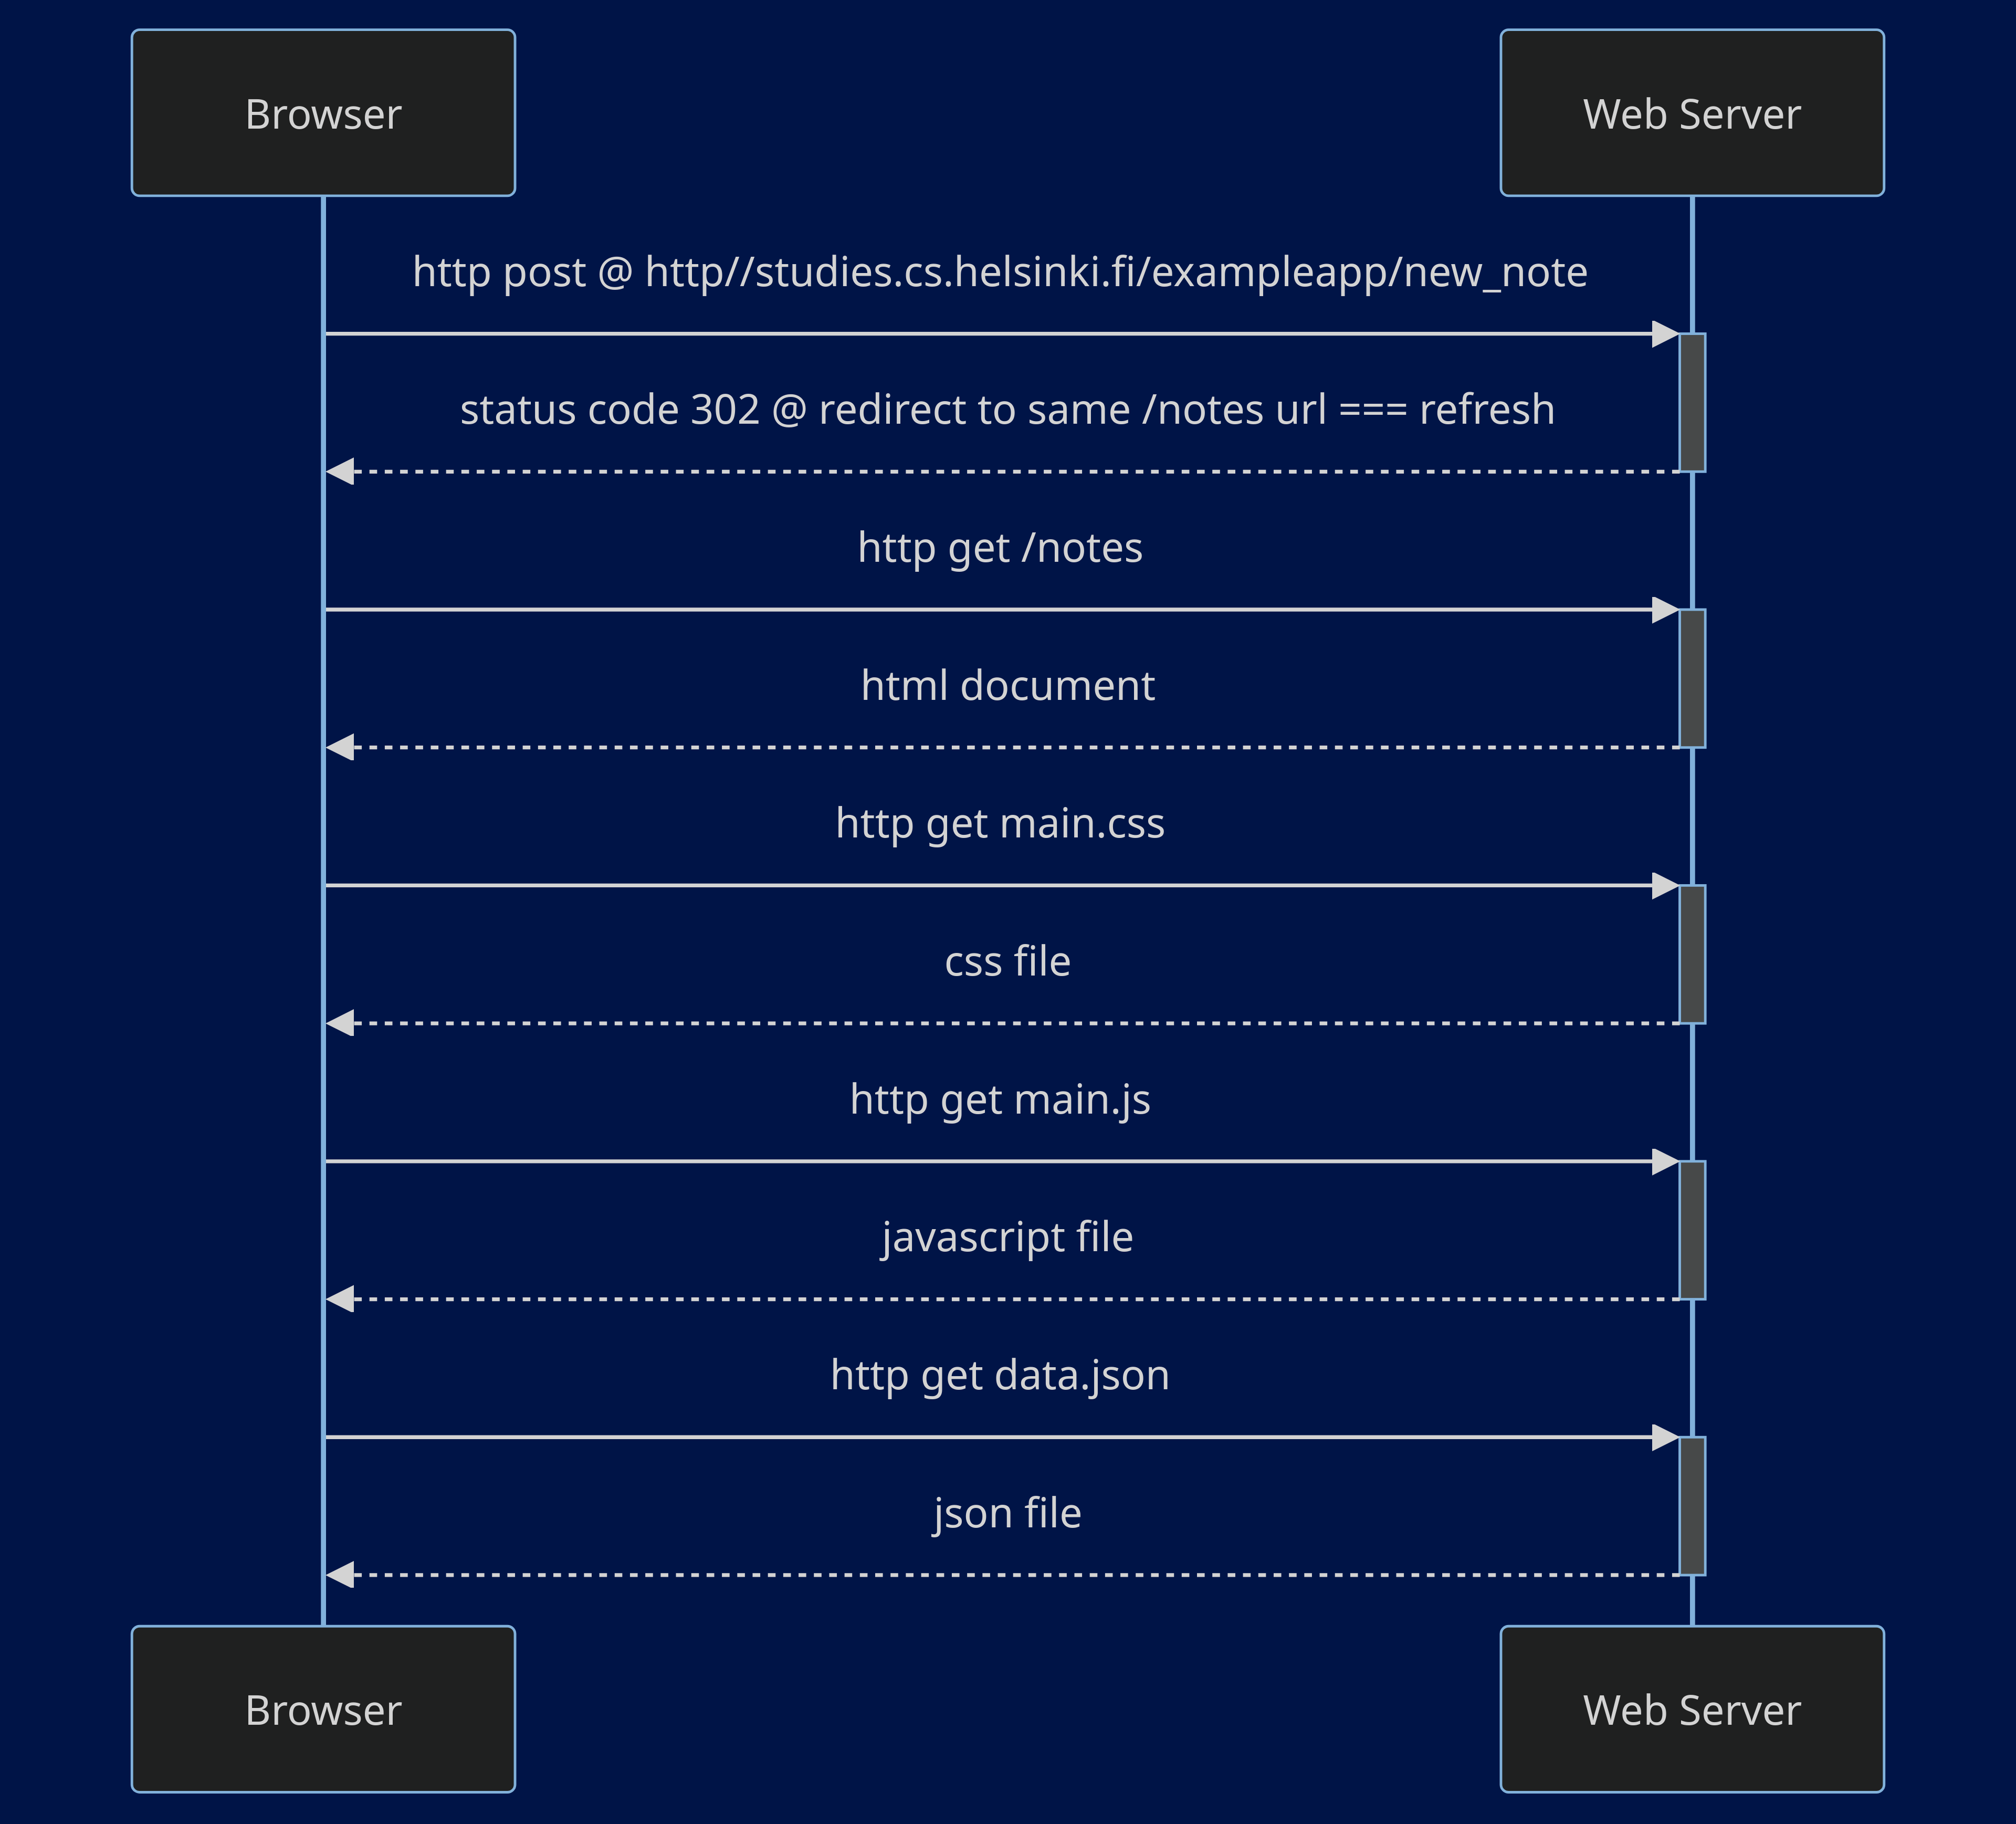 Browser
Web Server
http post @ http//studies.cs.helsinki.fi/exampleapp/new_note
status code 302 @ redirect to same /notes url === refresh
http get /notes
html document
http get main.css
css file
http get main.js
javascript file
http get data.json
json file
Browser
Web Server